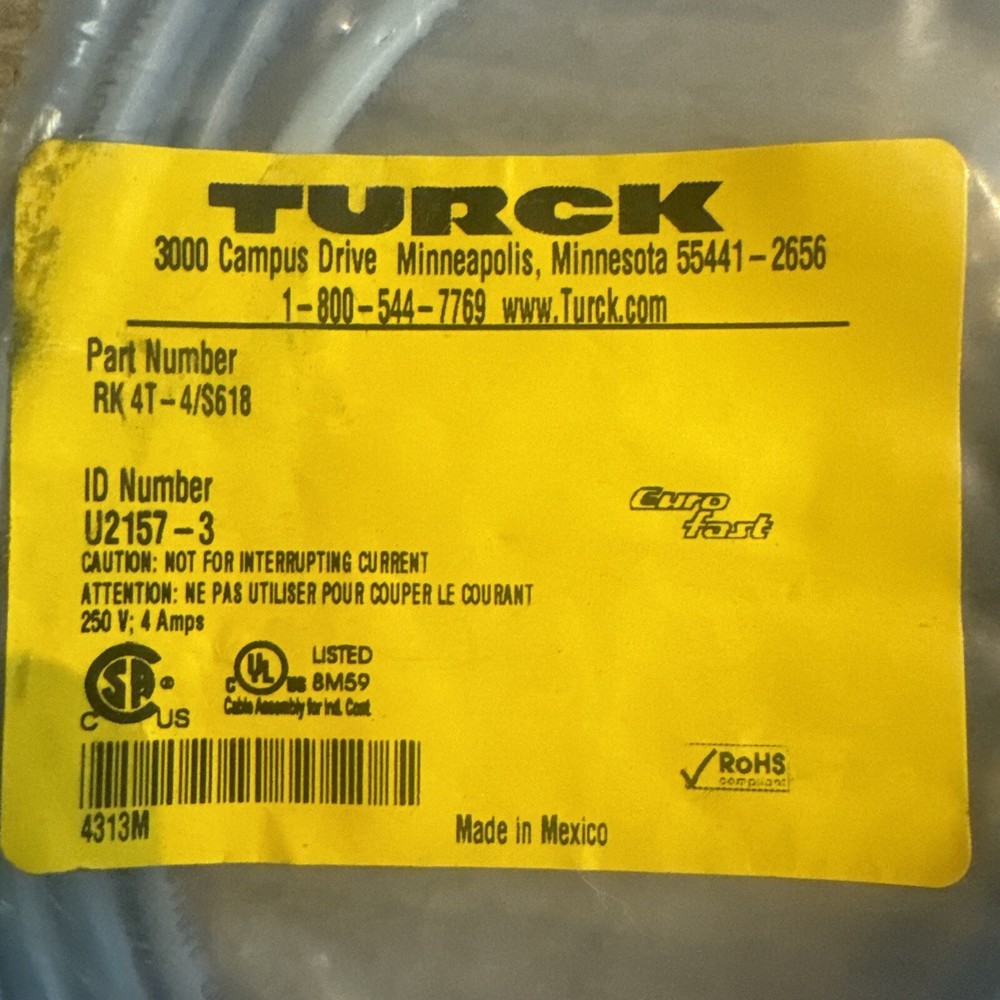 TURCK
3000 Campus Drive Minneapolis, Minnesota 55441-2656
1-800-544-7769 www.Turck.com
Part Number
RK 4T-4/S618
ID Number
U2157-3
euro
fast
CAUTION: NOT FOR INTERRUPTING CURRENT
ATTENTION: NE PAS UTILISER POUR COUPER LE COURANT
250 V; 4 Amps
C SA US
C UL US LISTED
8M59
Cable Assembly for Ind. Cont.
RoHS
compliant
4313M
Made in Mexico